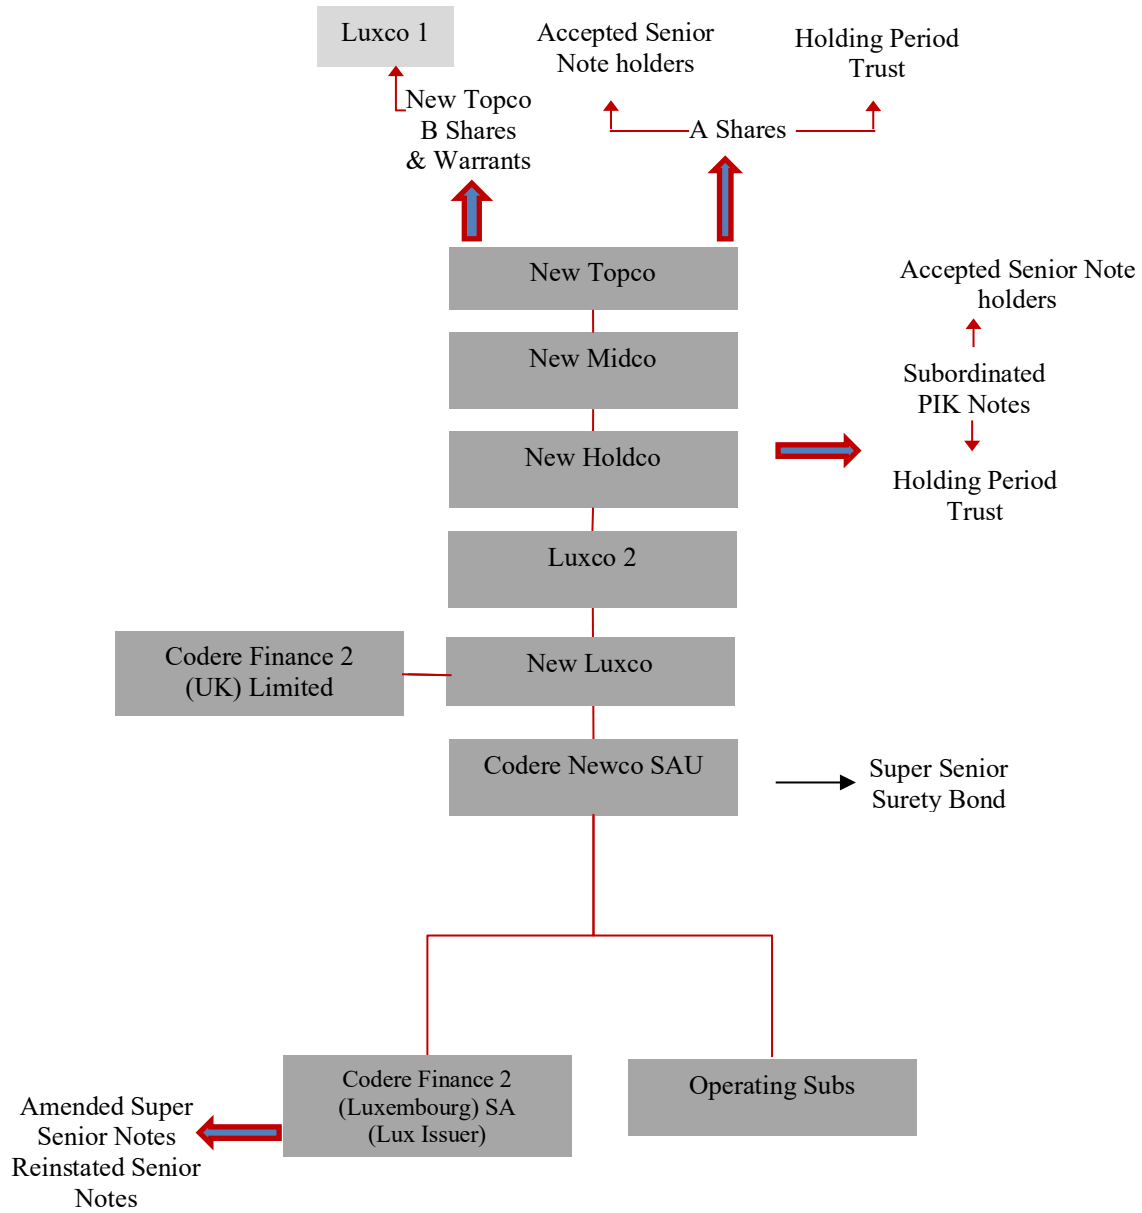 Luxco 1
New Topco
B Shares
& Warrants
Accepted Senior
Note holders
Holding Period
Trust
A Shares
New Topco
New Midco
New Holdco
Accepted Senior Note
holders
Subordinated
PIK Notes
Holding Period
Trust
Luxco 2
Codere Finance 2
(UK) Limited
New Luxco
Codere Newco SAU
Super Senior
Surety Bond
Codere Finance 2
(Luxembourg) SA
(Lux Issuer)
Operating Subs
Amended Super
Senior Notes
Reinstated Senior
Notes